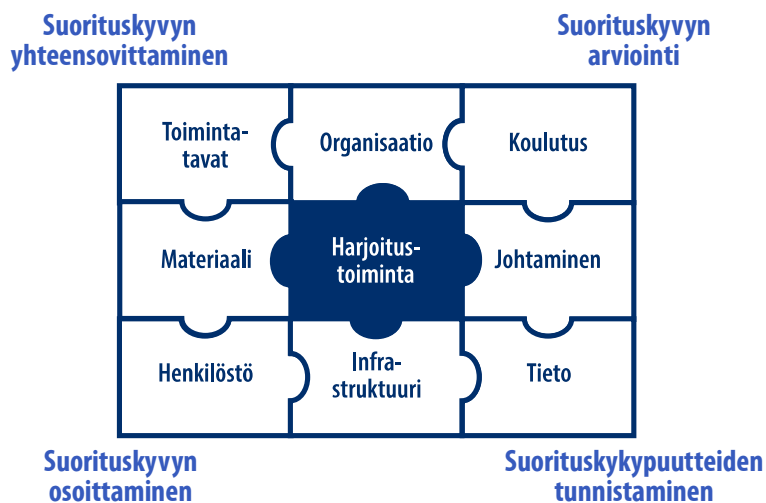 Suorituskyvyn
yhteensovittaminen
Suorituskyvyn
arviointi
Toiminta-
tavat
Organisaatio
Koulutus
Materiaali
Harjoitus-
toiminta
Johtaminen
Henkilöstö
Infra-
struktuuri
Tieto
Suorituskyvyn
osoittaminen
Suorituskykypuutteiden
tunnistaminen